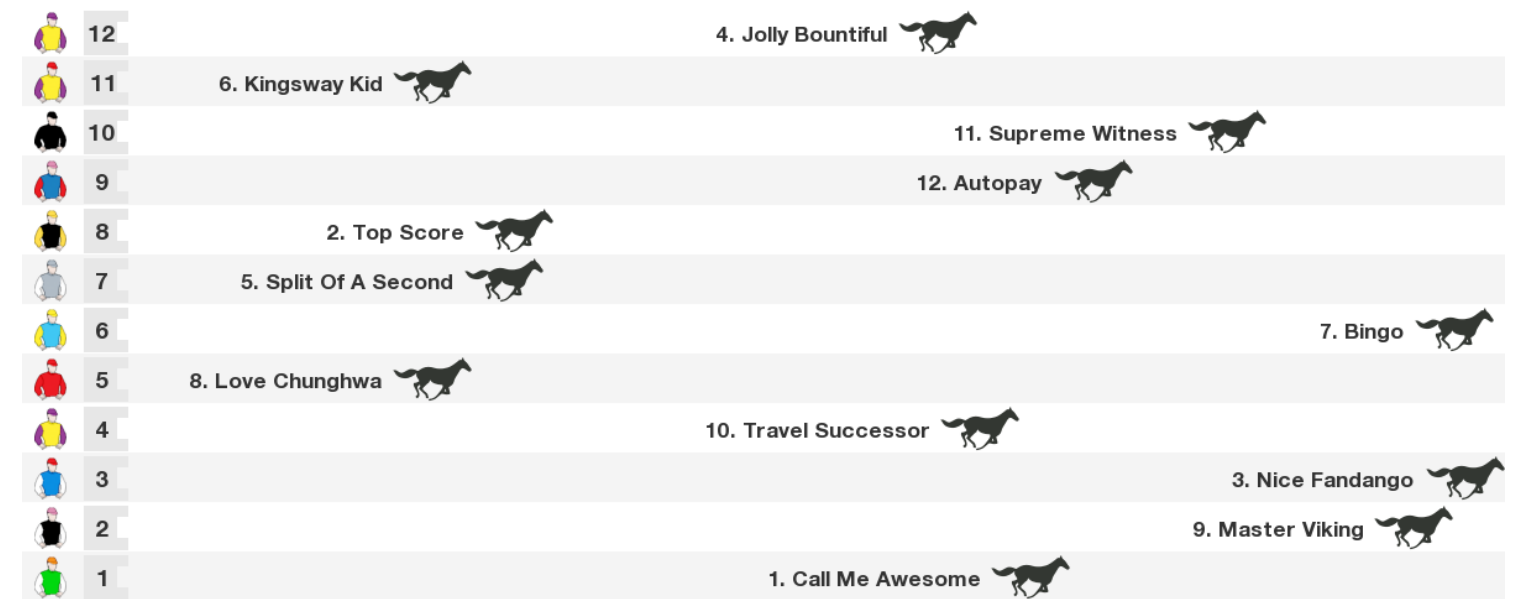 12 4. Jolly Bountiful
11 6. Kingsway Kid
10 11. Supreme Witness
9 12. Autopay
8 2. Top Score
7 5. Split Of A Second
6 7. Bingo
5 8. Love Chunghwa
4 10. Travel Successor
3 3. Nice Fandango
2 9. Master Viking
1 1. Call Me Awesome